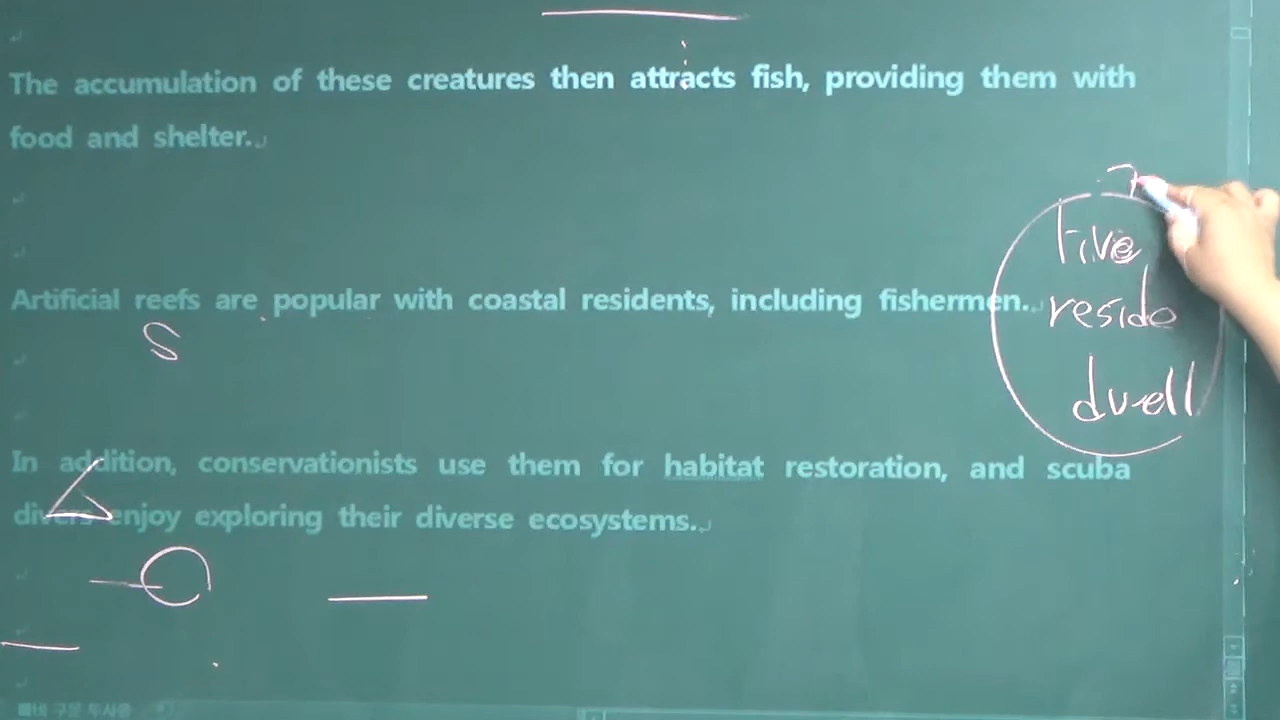 The accumulation of these creatures then attracts fish, providing them with
food and shelter.
Artificial reefs are popular with coastal residents, including fishermen.
S
live
reside
dwell
In addition, conservationists use them for habitat restoration, and scuba
divers enjoy exploring their diverse ecosystems.